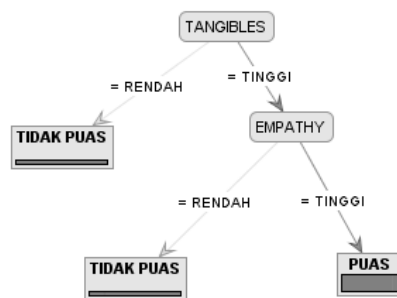 TANGIBLES
= RENDAH
= TINGGI
TIDAK PUAS
EMPATHY
= RENDAH
= TINGGI
TIDAK PUAS
PUAS